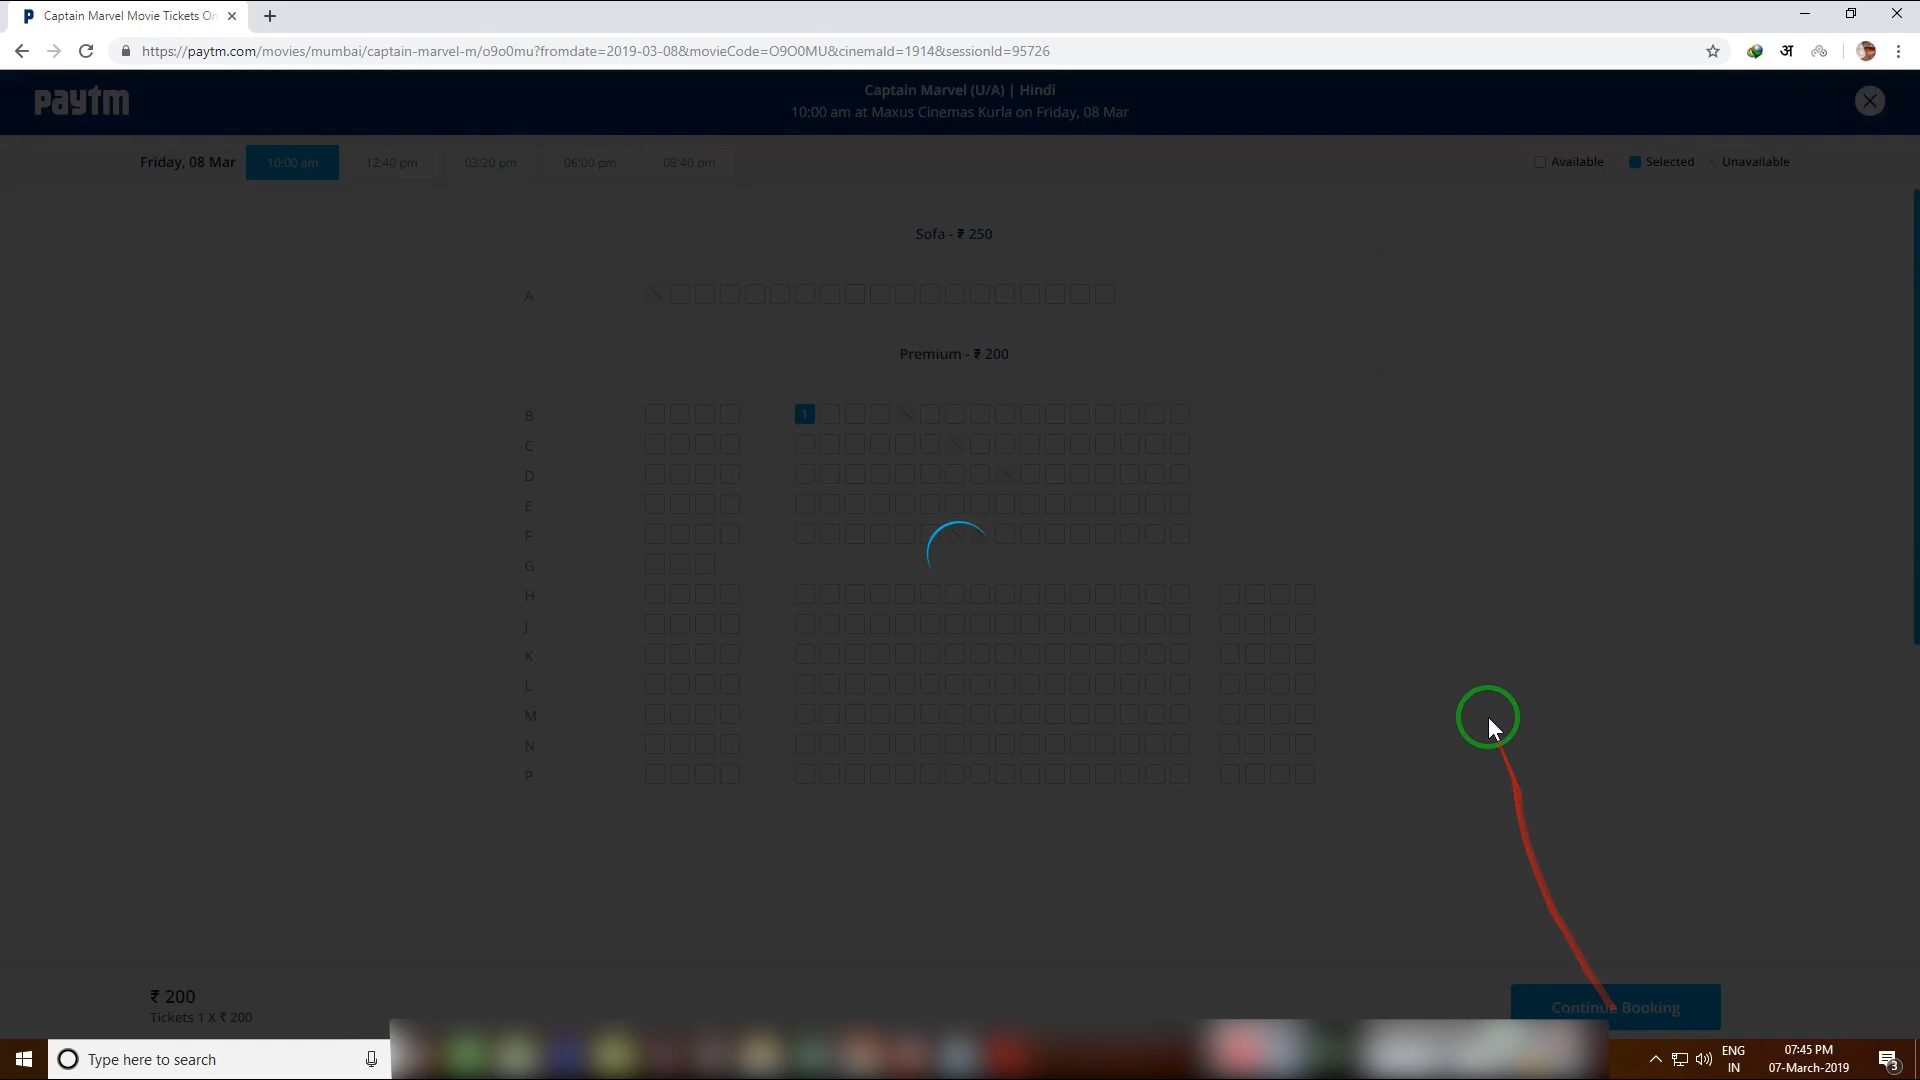 Captain Marvel Movie Tickets On
https://paytm.com/movies/mumbai/captain-marvel-m/o9o0mu?fromdate=2019-03-08&movieCode=O9O0MU&cinemaId=1914&sessionId=95726
अ
paytm
Captain Marvel (U/A) | Hindi
10:00 am at Maxus Cinemas Kurla on Friday, 08 Mar
Friday, 08 Mar 10:00 am 12:40 pm 03:20 pm 06:00 pm 08:40 pm Available Selected Unavailable
Sofa - ₹ 250
A
Premium - ₹ 200
B 1
C
D
E
F
G
H
J
K
L
M
N
P
₹ 200
Tickets 1 X ₹ 200
Continue Booking
Type here to search
ENG
IN
07:45 PM
07-March-2019
3